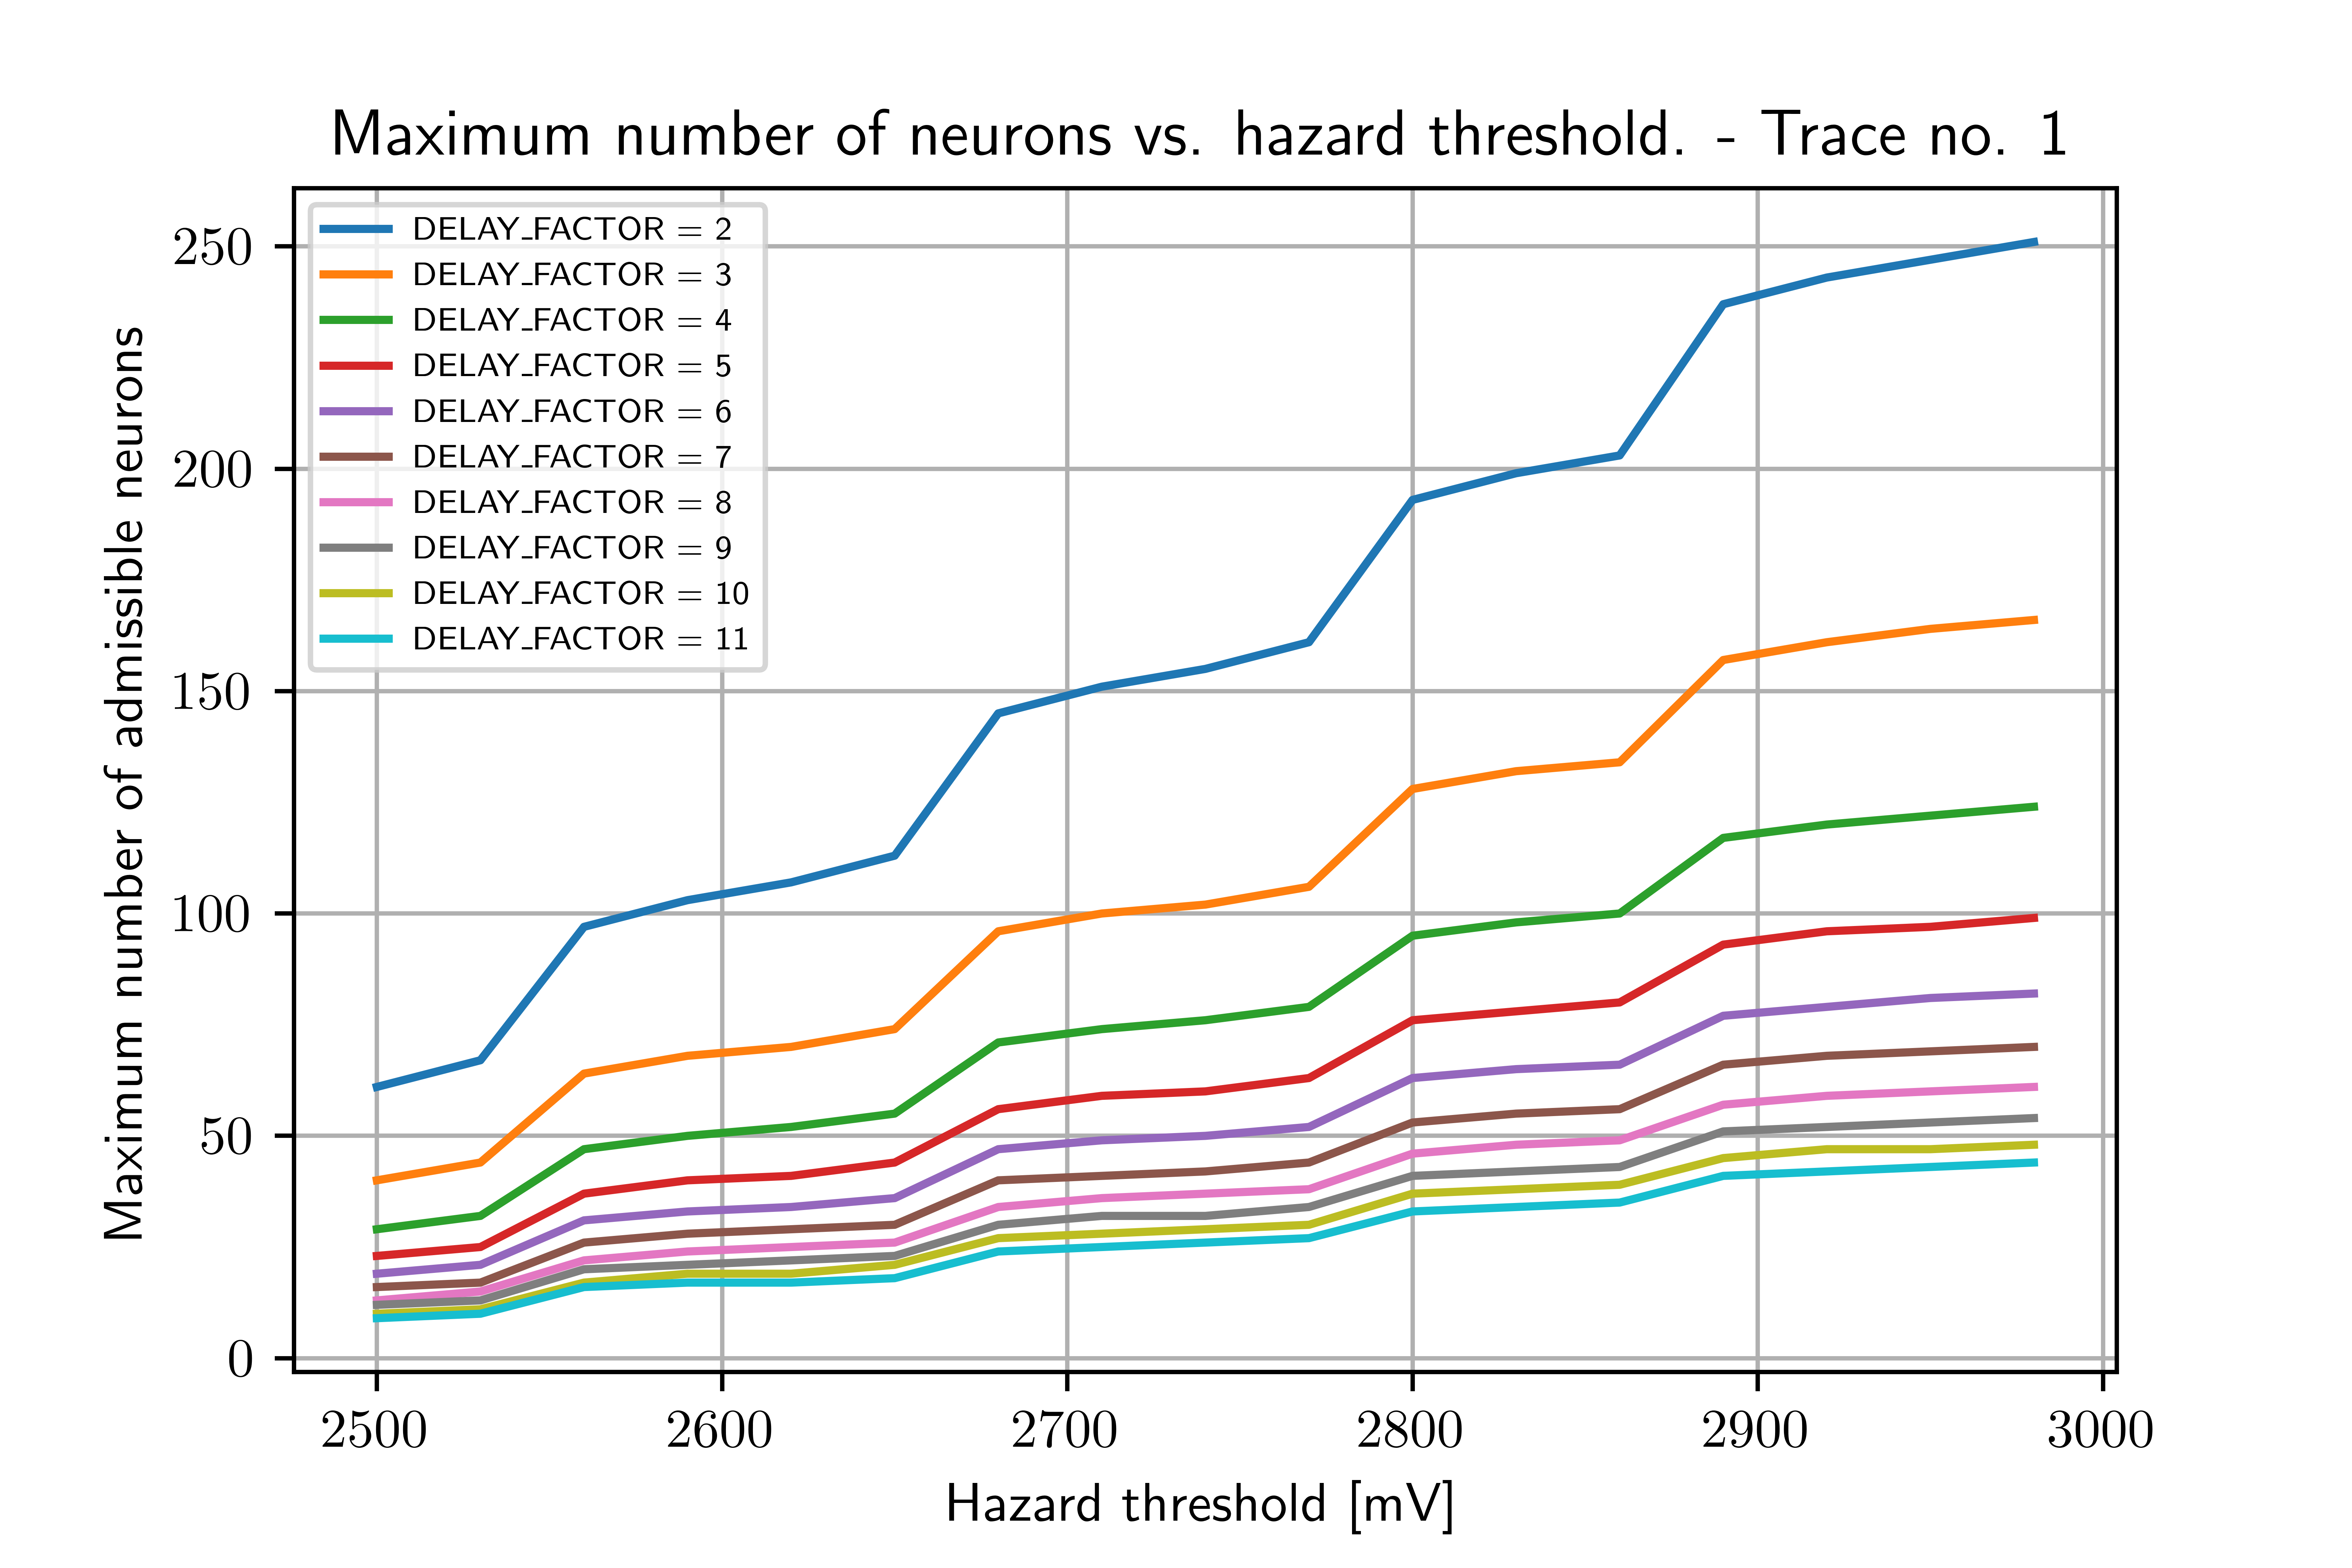 Maximum number of neurons vs. hazard threshold. - Trace no. 1
DELAY_FACTOR = 2
DELAY_FACTOR = 3
DELAY_FACTOR = 4
DELAY_FACTOR = 5
DELAY_FACTOR = 6
DELAY_FACTOR = 7
DELAY_FACTOR = 8
DELAY_FACTOR = 9
DELAY_FACTOR = 10
DELAY_FACTOR = 11
Maximum number of admissible neurons
250
200
150
100
50
0
2500 2600 2700 2800 2900 3000
Hazard threshold [mV]